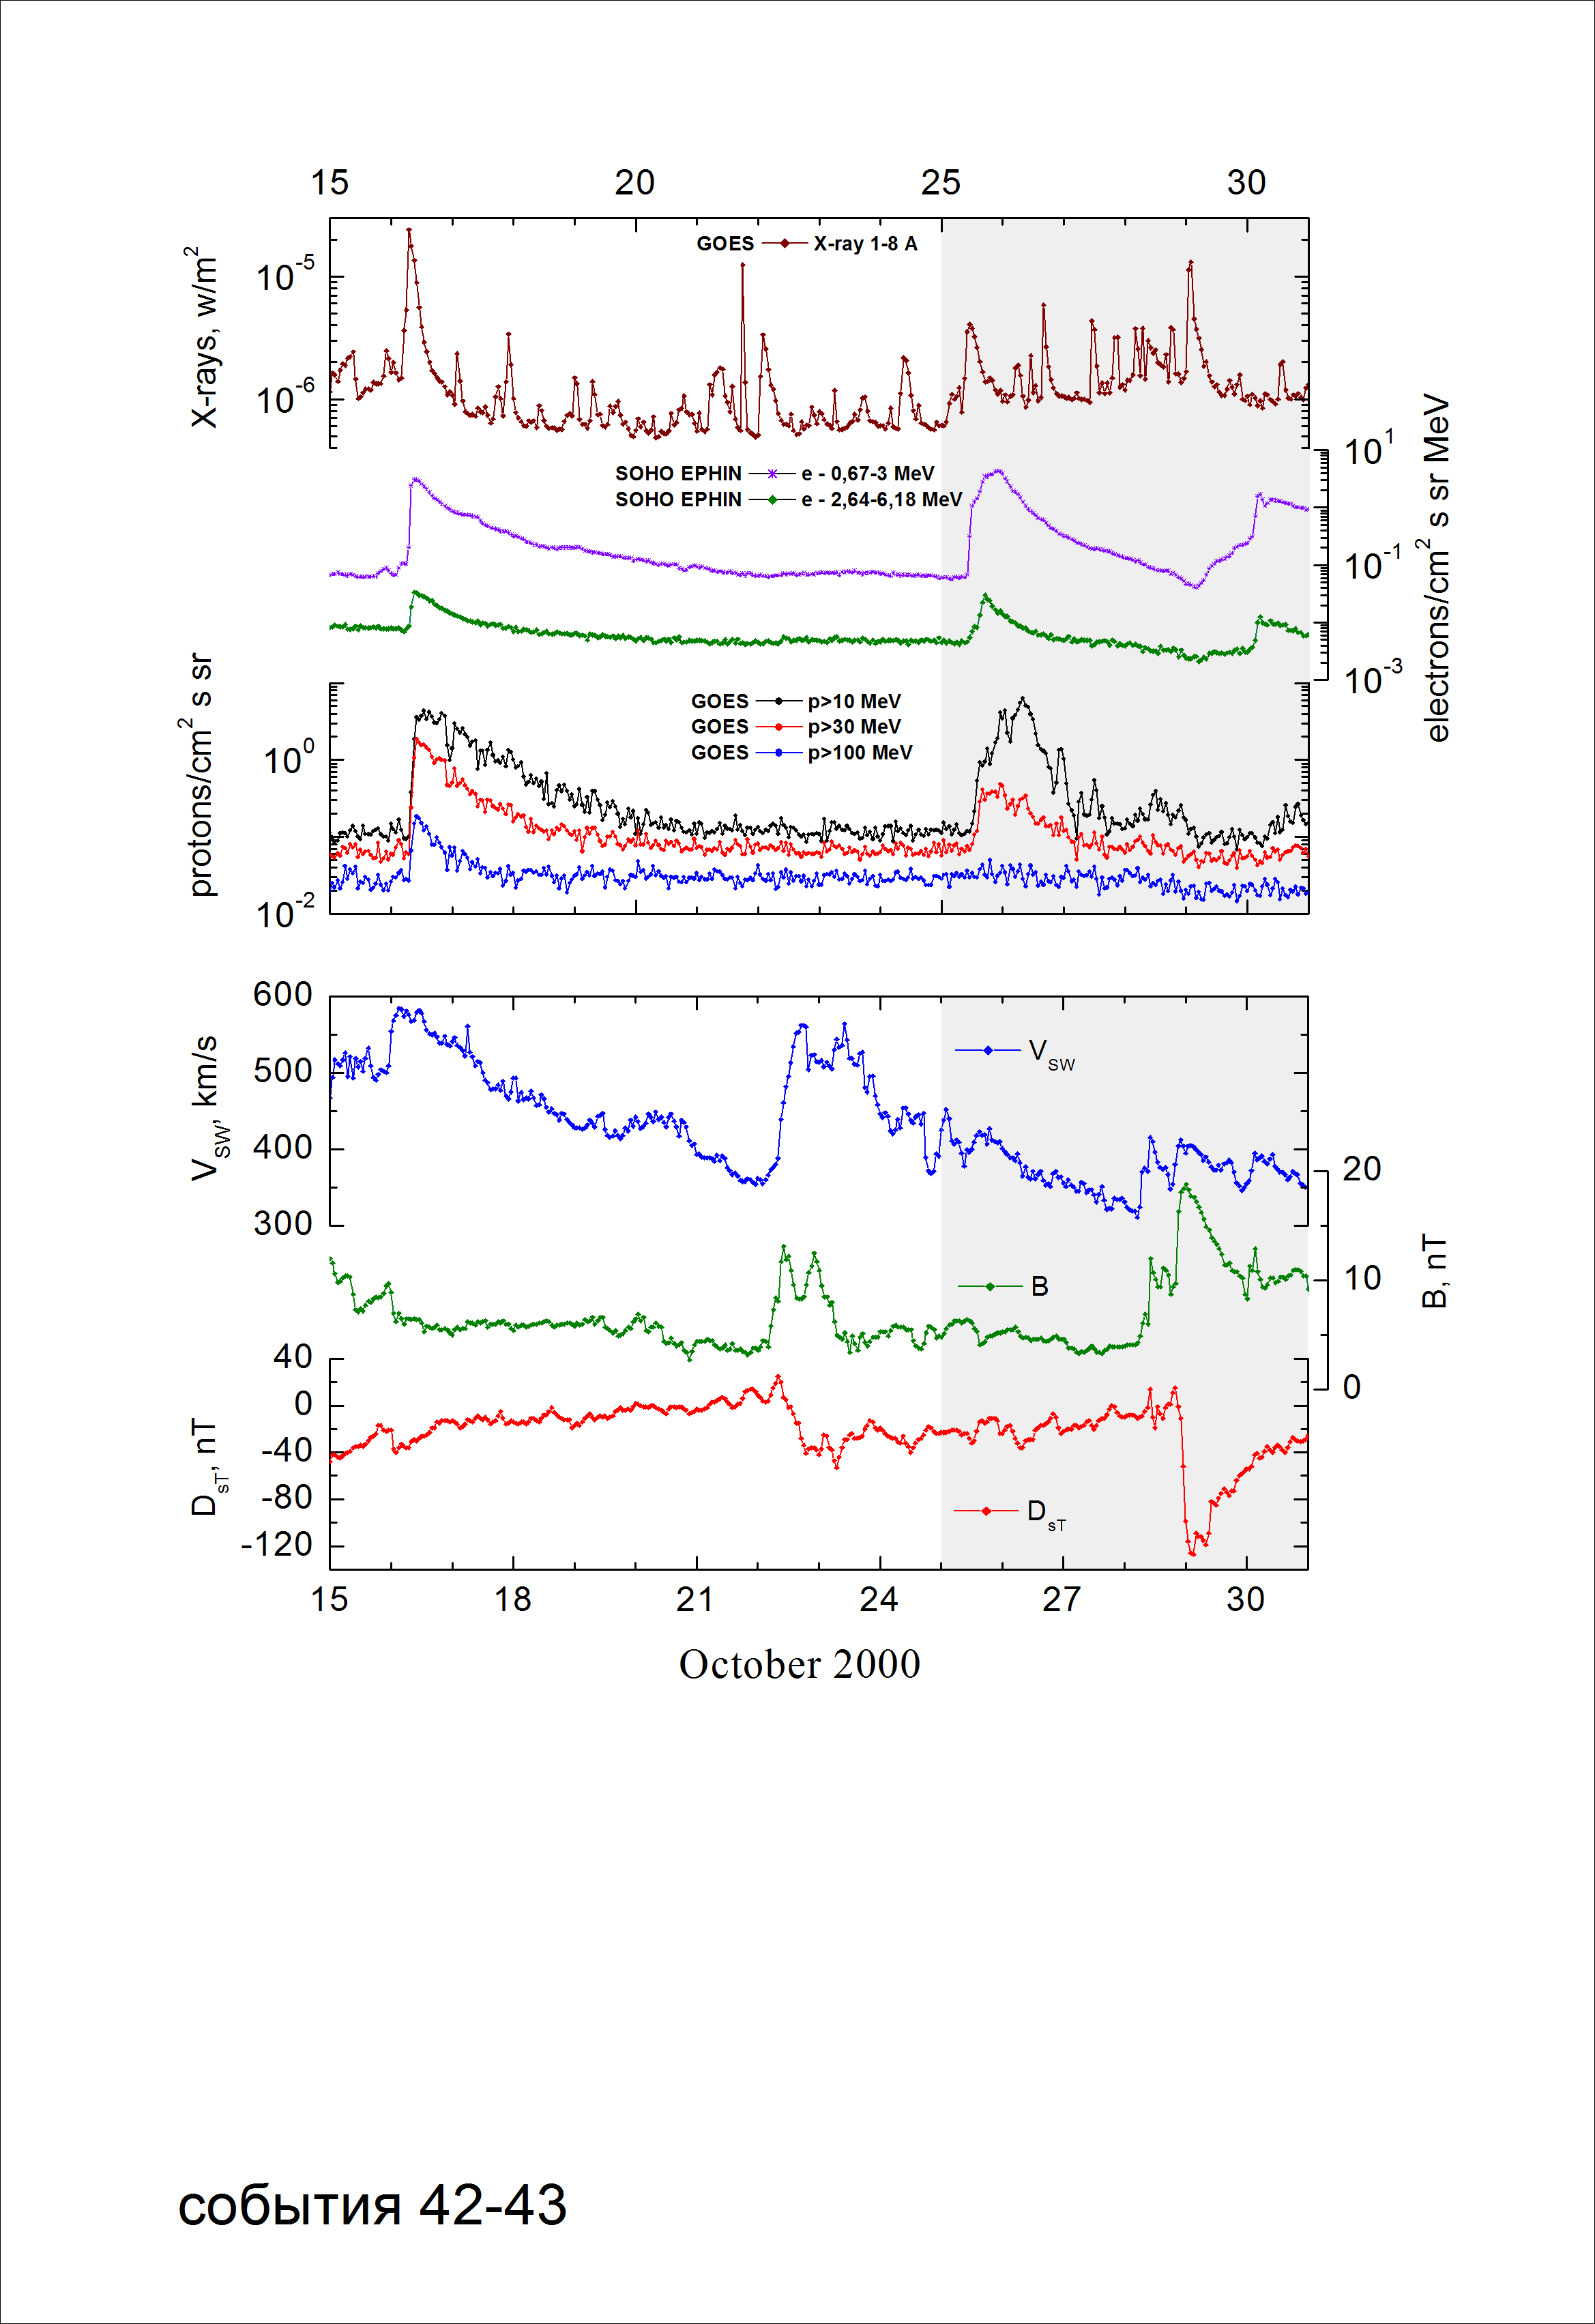 15 20 25 30
GOES X-ray 1-8 A
X-rays, w/m²
10⁻⁵
10⁻⁶
SOHO EPHIN e - 0,67-3 MeV
SOHO EPHIN e - 2,64-6,18 MeV
electrons/cm² s sr MeV
10¹
10⁻¹
10⁻³
GOES p>10 MeV
GOES p>30 MeV
GOES p>100 MeV
protons/cm² s sr
10⁰
10⁻²
600
500
400
300
V_SW, km/s
V_SW
20
10
0
B, nT
B
40
0
-40
-80
-120
D_sT, nT
D_sT
15 18 21 24 27 30
October 2000
события 42-43